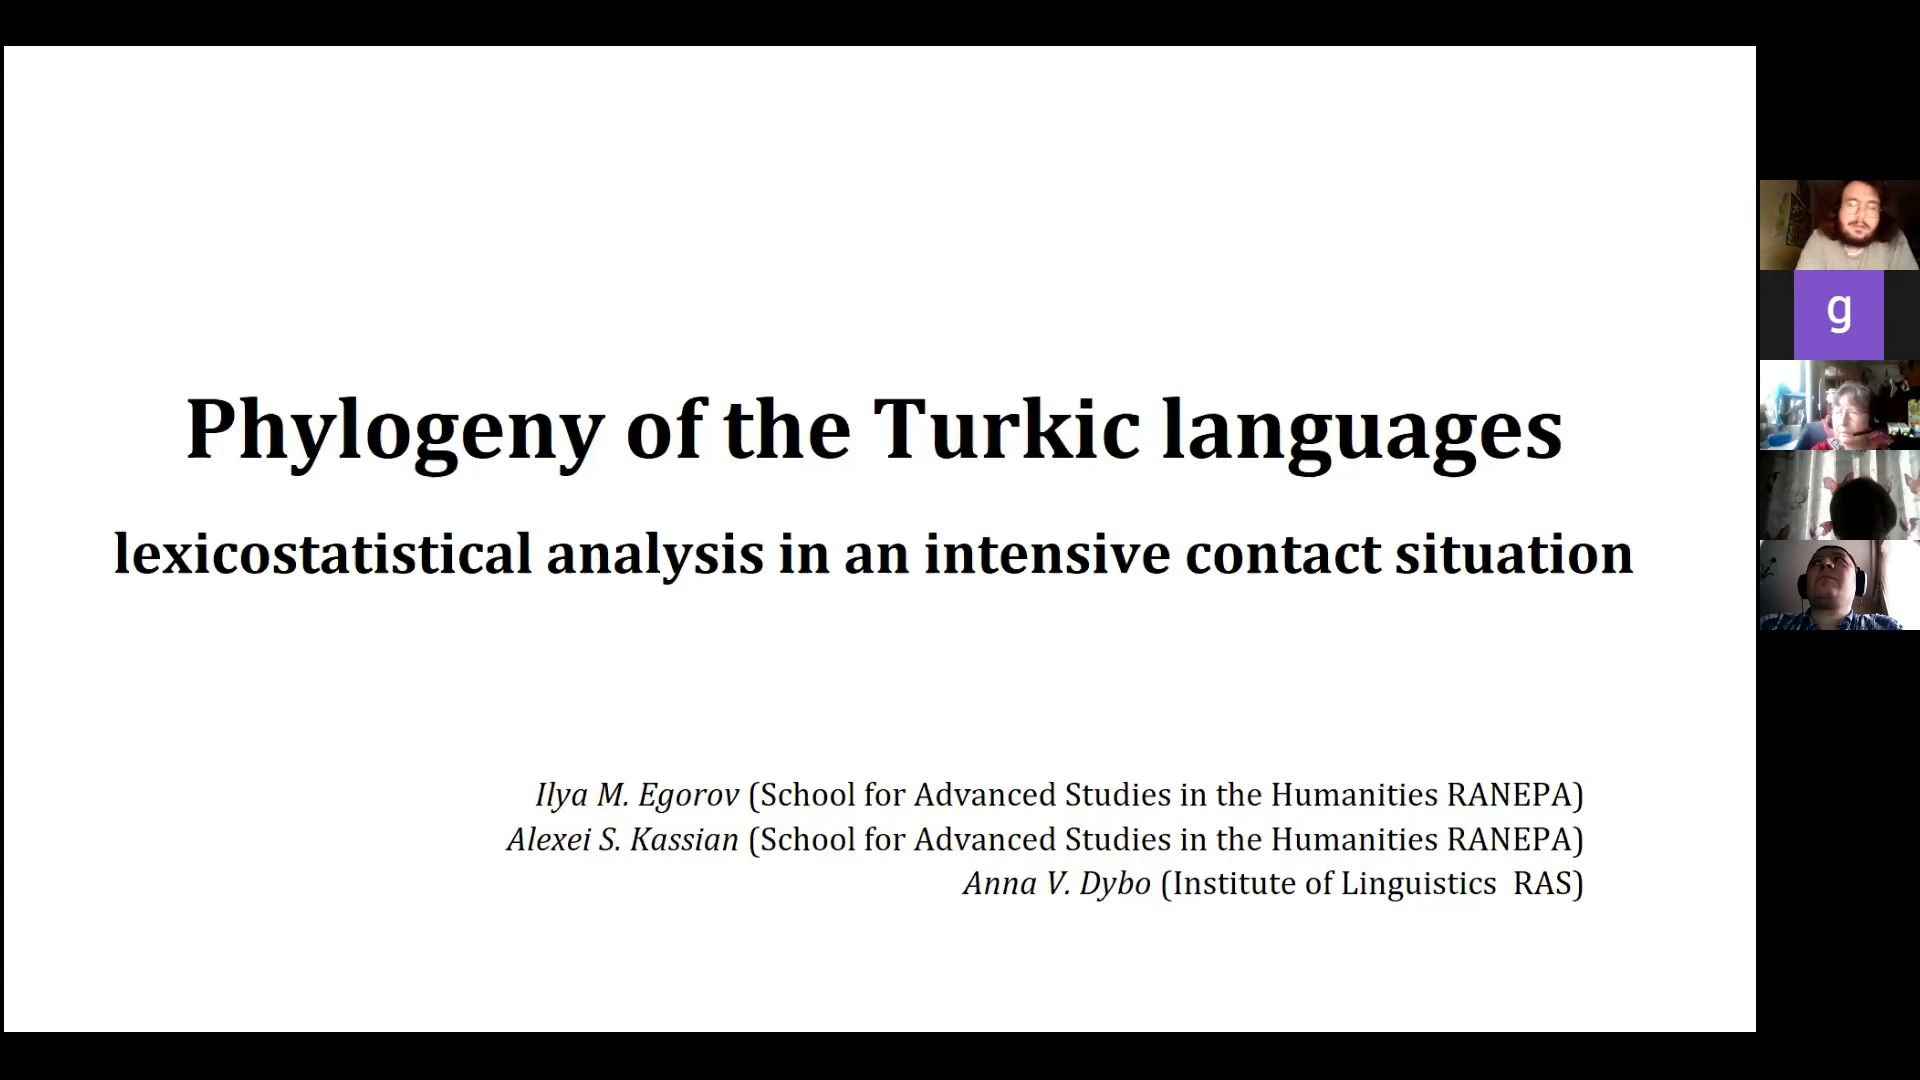 Phylogeny of the Turkic languages
lexicostatistical analysis in an intensive contact situation
Ilya M. Egorov (School for Advanced Studies in the Humanities RANEPA)
Alexei S. Kassian (School for Advanced Studies in the Humanities RANEPA)
Anna V. Dybo (Institute of Linguistics RAS)
g